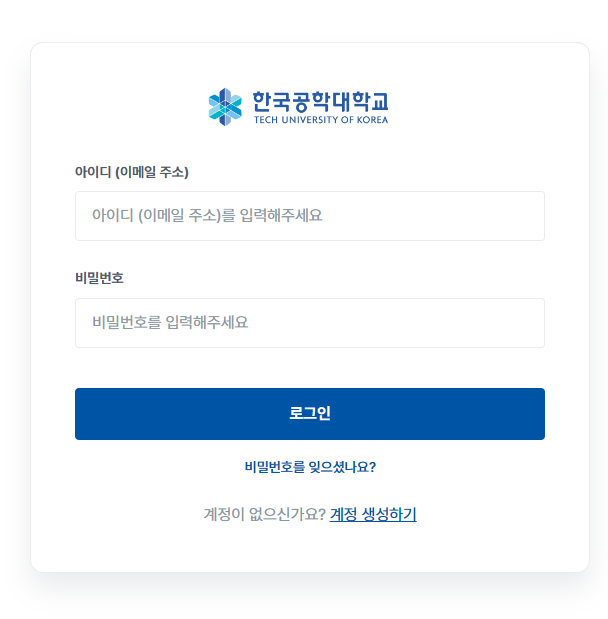 한국공학대학교
TECH UNIVERSITY OF KOREA
아이디 (이메일 주소)
아이디 (이메일 주소)를 입력해주세요
비밀번호
비밀번호를 입력해주세요
로그인
비밀번호를 잊으셨나요?
계정이 없으신가요? 계정 생성하기